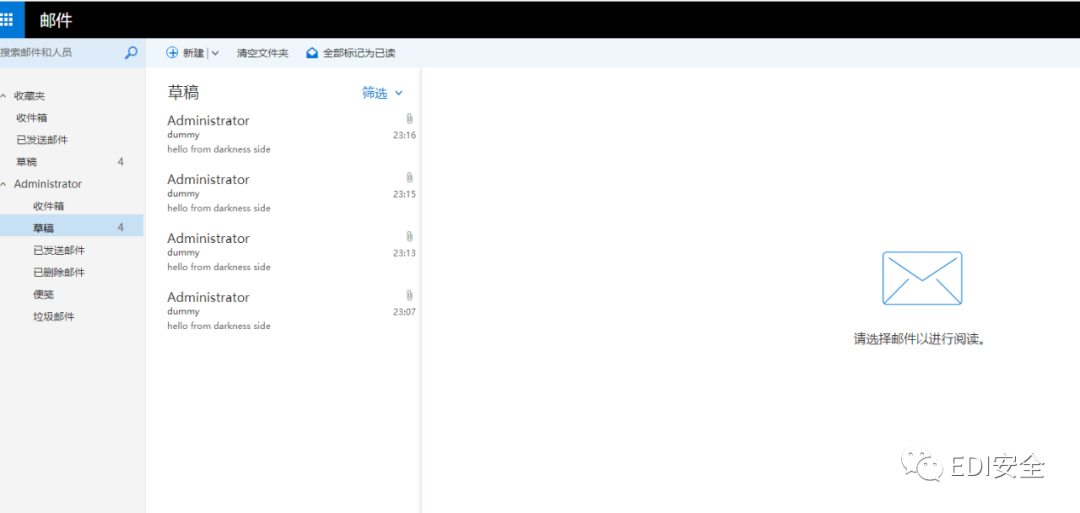 邮件
搜索邮件和人员
新建
清空文件夹
全部标记为已读
收藏夹
收件箱
已发送邮件
草稿 4
Administrator
收件箱
草稿 4
已发送邮件
已删除邮件
便笺
垃圾邮件
草稿 筛选
Administrator
dummy 23:16
hello from darkness side
Administrator
dummy 23:15
hello from darkness side
Administrator
dummy 23:13
hello from darkness side
Administrator
dummy 23:07
hello from darkness side
请选择邮件以进行阅读。
EDI安全